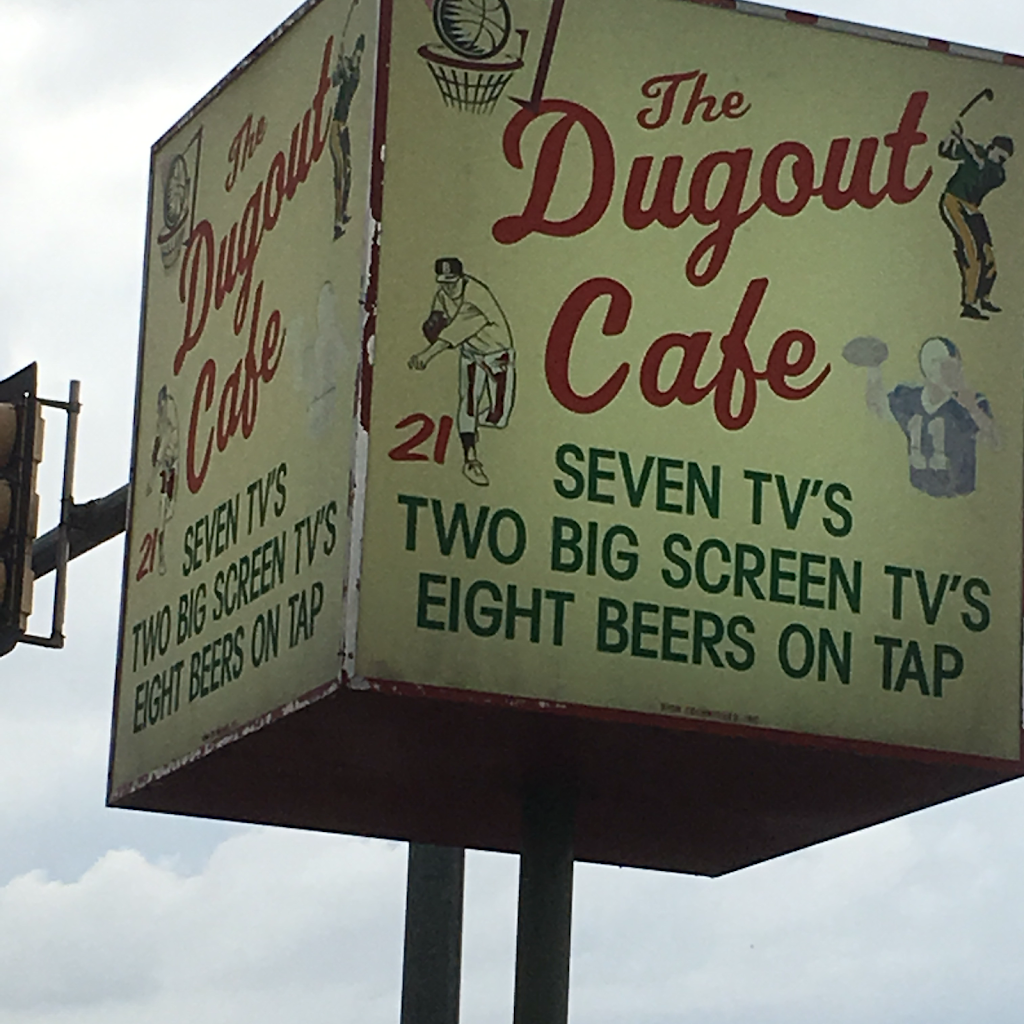 The
Dugout
Cafe
21
SEVEN TV'S
TWO BIG SCREEN TV'S
EIGHT BEERS ON TAP
The
Dugout
Cafe
11
21
SEVEN TV'S
TWO BIG SCREEN TV'S
EIGHT BEERS ON TAP